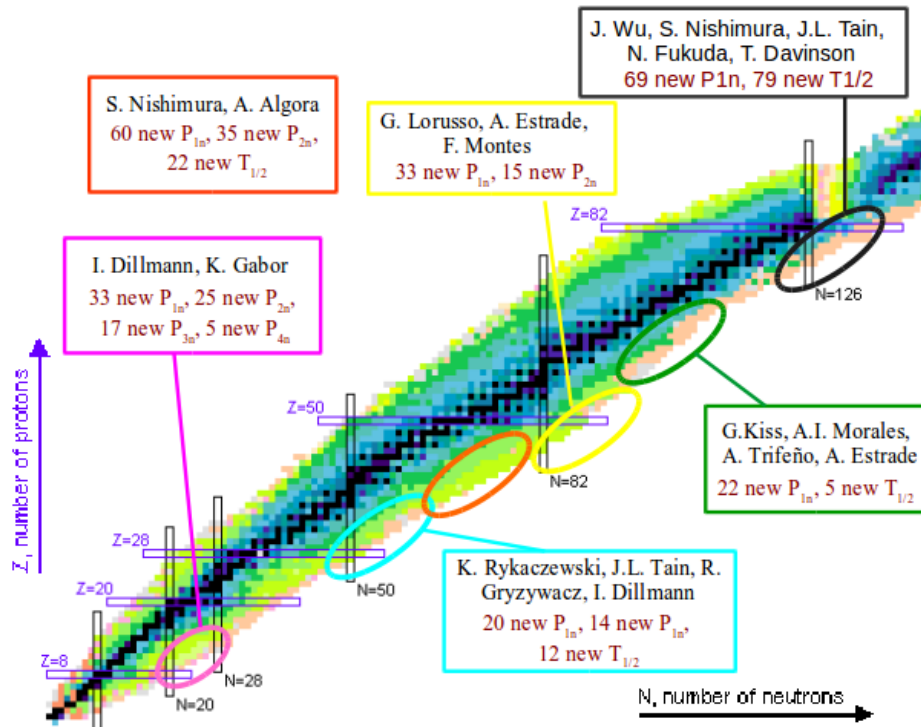 J. Wu, S. Nishimura, J.L. Tain,
N. Fukuda, T. Davinson
69 new P1n, 79 new T1/2
S. Nishimura, A. Algora
60 new P1n, 35 new P2n,
22 new T1/2
G. Lorusso, A. Estrade,
F. Montes
33 new P1n, 15 new P2n
I. Dillmann, K. Gabor
33 new P1n, 25 new P2n,
17 new P3n, 5 new P4n
Z=82
N=126
Z=50
N=82
G.Kiss, A.I. Morales,
A. Trifeño, A. Estrade
22 new P1n, 5 new T1/2
Z, number of protons
Z=28
N=50
K. Rykaczewski, J.L. Tain, R.
Gryzywacz, I. Dillmann
20 new P1n, 14 new P1n,
12 new T1/2
Z=20
Z=8
N=28
N=20
N, number of neutrons